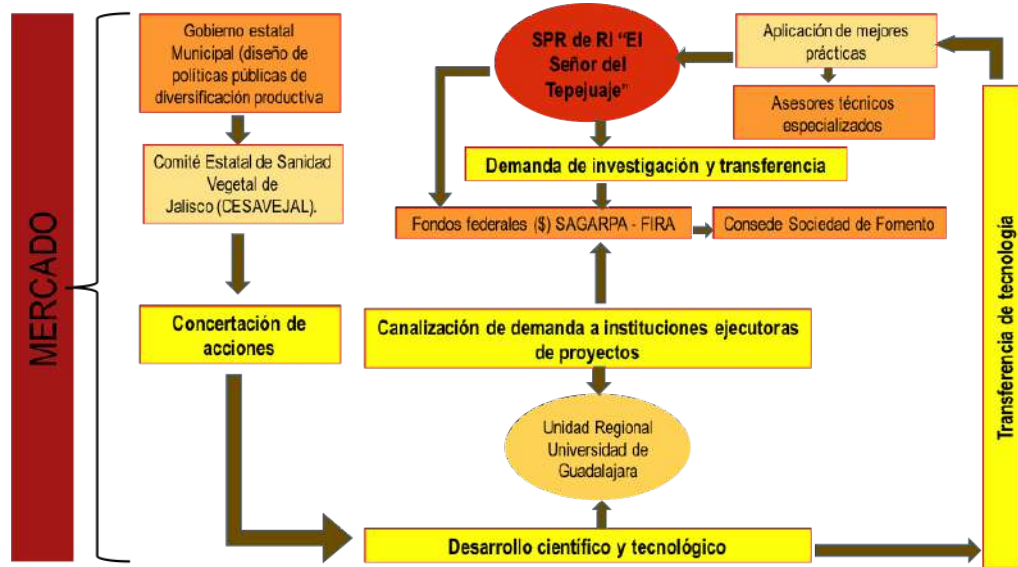 MERCADO
Gobierno estatal
Municipal (diseño de
políticas públicas de
diversificación productiva
Comité Estatal de Sanidad
Vegetal de
Jalisco (CESAVEJAL).
Concertación de
acciones
SPR de RI "El
Señor del
Tepejuaje"
Aplicación de mejores
prácticas
Asesores técnicos
especializados
Demanda de investigación y transferencia
Fondos federales ($) SAGARPA - FIRA
Consede Sociedad de Fomento
Canalización de demanda a instituciones ejecutoras
de proyectos
Unidad Regional
Universidad de
Guadalajara
Desarrollo científico y tecnológico
Transferencia de tecnología